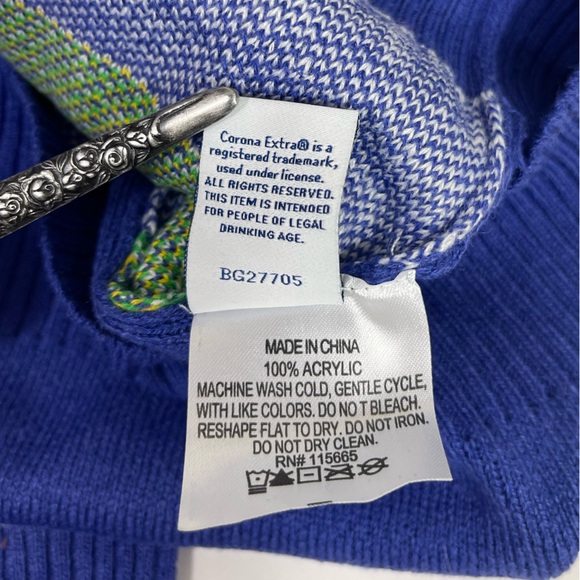 Corona Extra® is a
registered trademark,
used under license.
ALL RIGHTS RESERVED.
THIS ITEM IS INTENDED
FOR PEOPLE OF LEGAL
DRINKING AGE.
BG27705
MADE IN CHINA
100% ACRYLIC
MACHINE WASH COLD, GENTLE CYCLE,
WITH LIKE COLORS. DO NOT BLEACH.
RESHAPE FLAT TO DRY. DO NOT IRON.
DO NOT DRY CLEAN.
RN# 115665